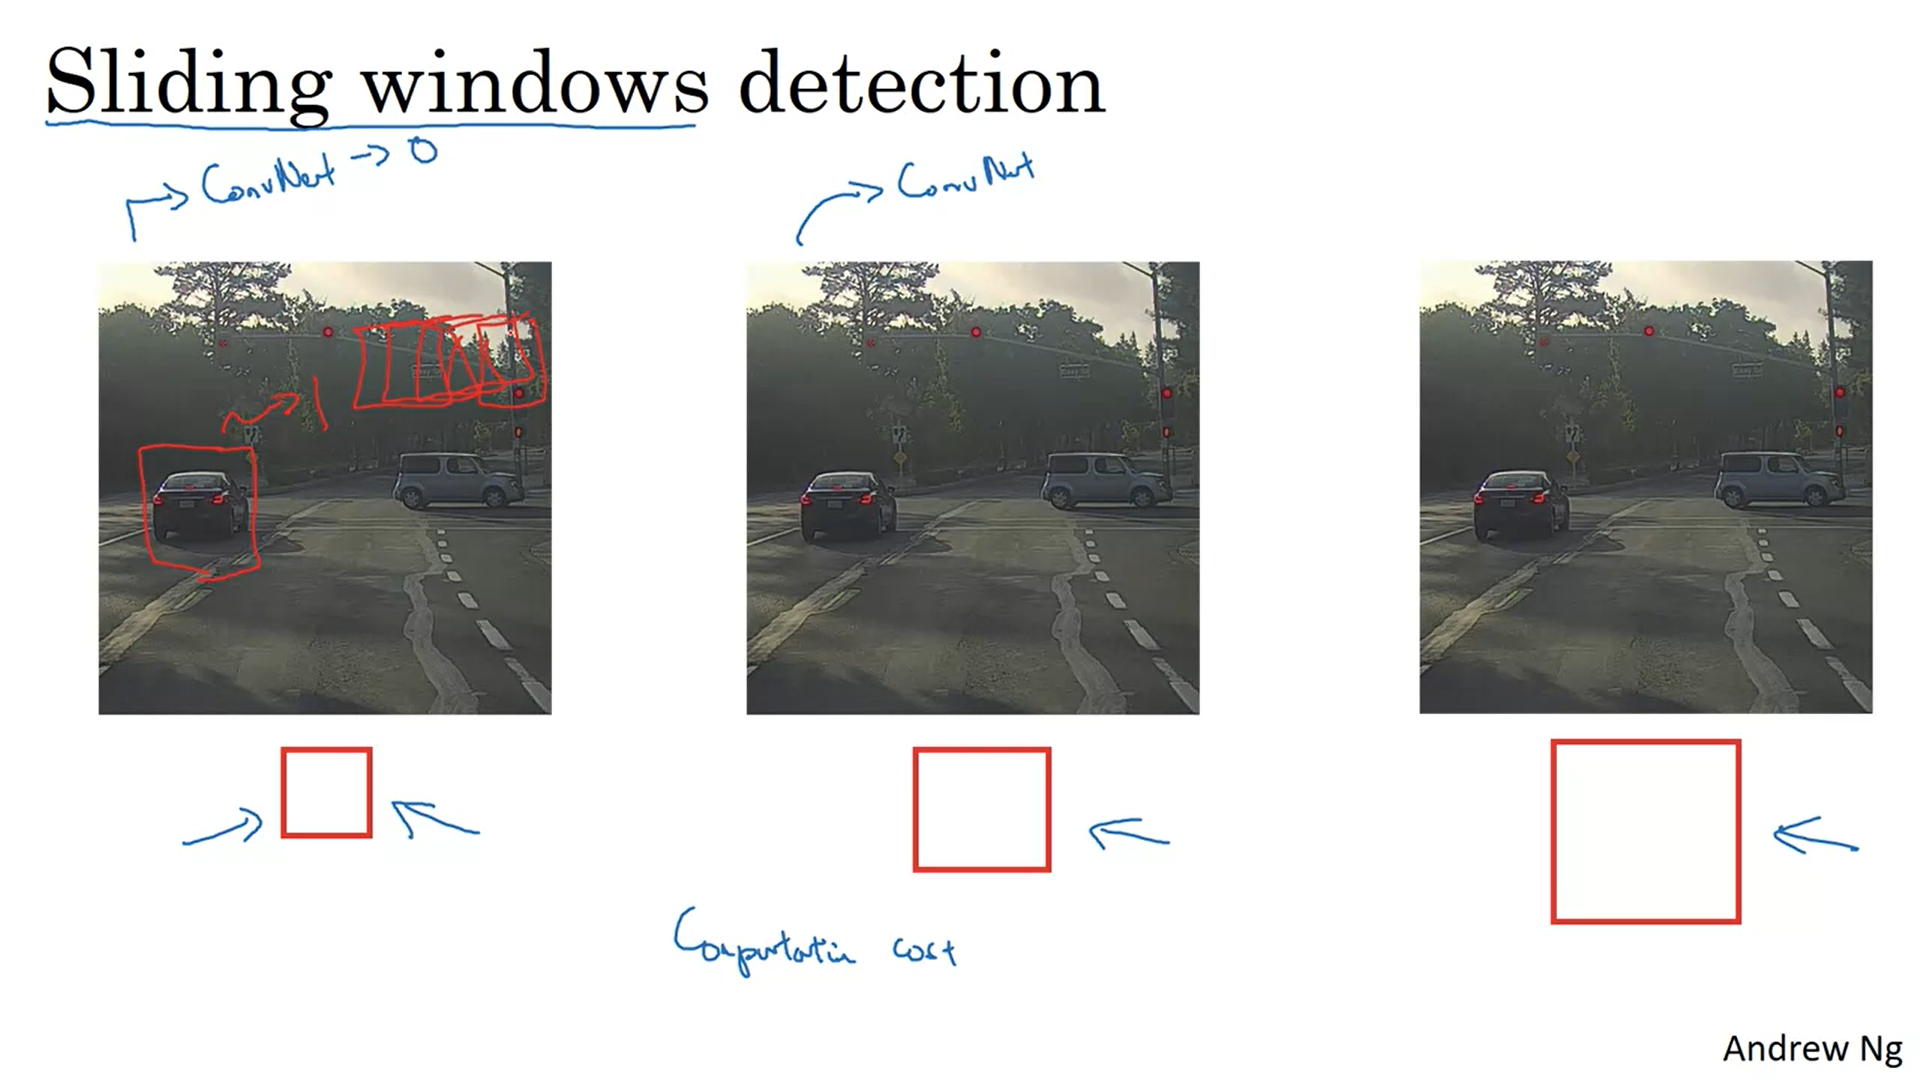 Sliding windows detection
ConvNet → 0
ConvNet
1
Computation cost
Andrew Ng